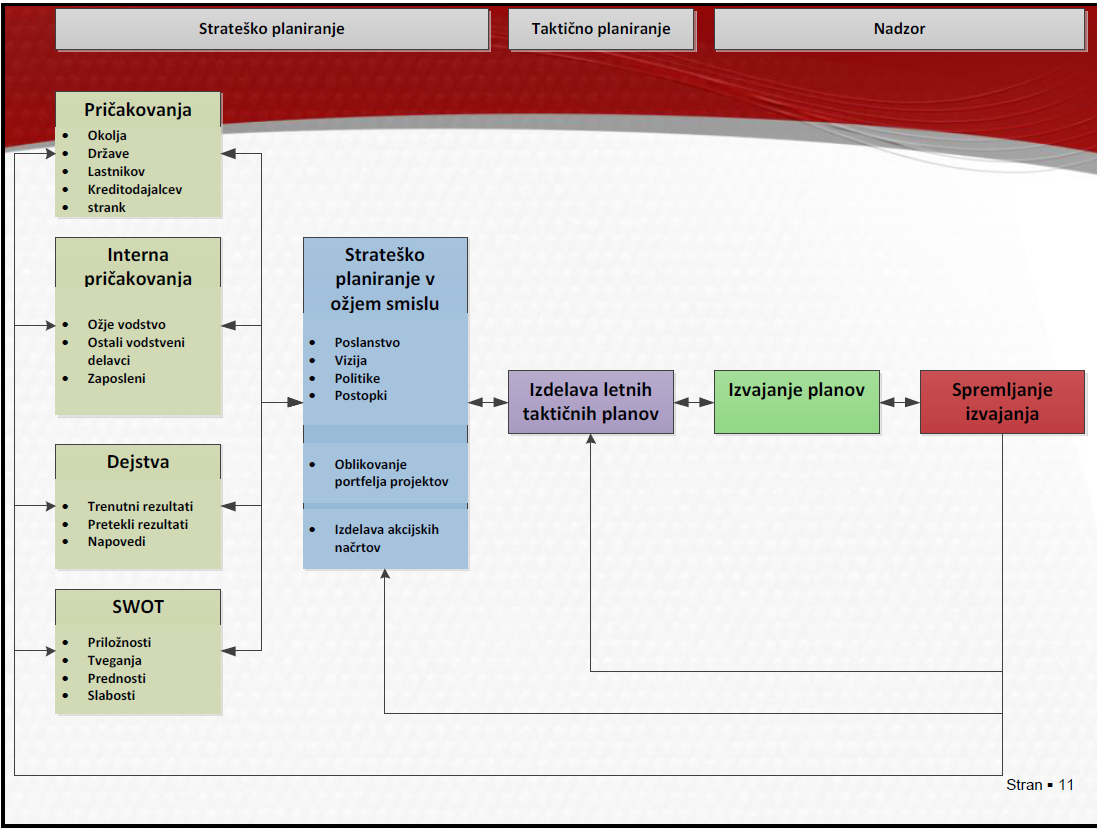 Strateško planiranje
Taktično planiranje
Nadzor
Pričakovanja
• Okolja
• Države
• Lastnikov
• Kreditodajalcev
• strank
Interna
pričakovanja
• Ožje vodstvo
• Ostali vodstveni
delavci
• Zaposleni
Dejstva
• Trenutni rezultati
• Pretekli rezultati
• Napovedi
SWOT
• Priložnosti
• Tveganja
• Prednosti
• Slabosti
Strateško
planiranje v
ožjem smislu
• Poslanstvo
• Vizija
• Politike
• Postopki
• Oblikovanje
portfelja projektov
• Izdelava akcijskih
načrtov
Izdelava letnih
taktičnih planov
Izvajanje planov
Spremljanje
izvajanja
Stran ▪ 11